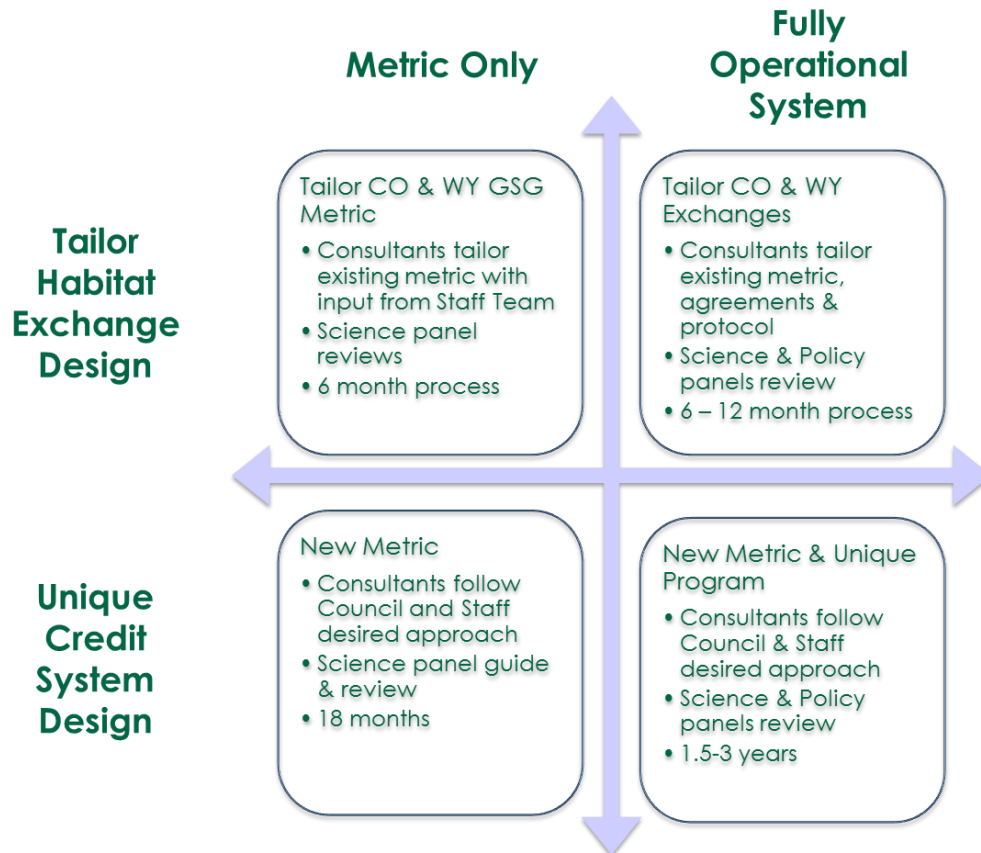 Metric Only
Fully
Operational
System
Tailor
Habitat
Exchange
Design
Tailor CO & WY GSG
Metric
• Consultants tailor
existing metric with
input from Staff Team
• Science panel
reviews
• 6 month process
Tailor CO & WY
Exchanges
• Consultants tailor
existing metric,
agreements &
protocol
• Science & Policy
panels review
• 6 – 12 month process
Unique
Credit
System
Design
New Metric
• Consultants follow
Council and Staff
desired approach
• Science panel guide
& review
• 18 months
New Metric & Unique
Program
• Consultants follow
Council & Staff
desired approach
• Science & Policy
panels review
• 1.5-3 years